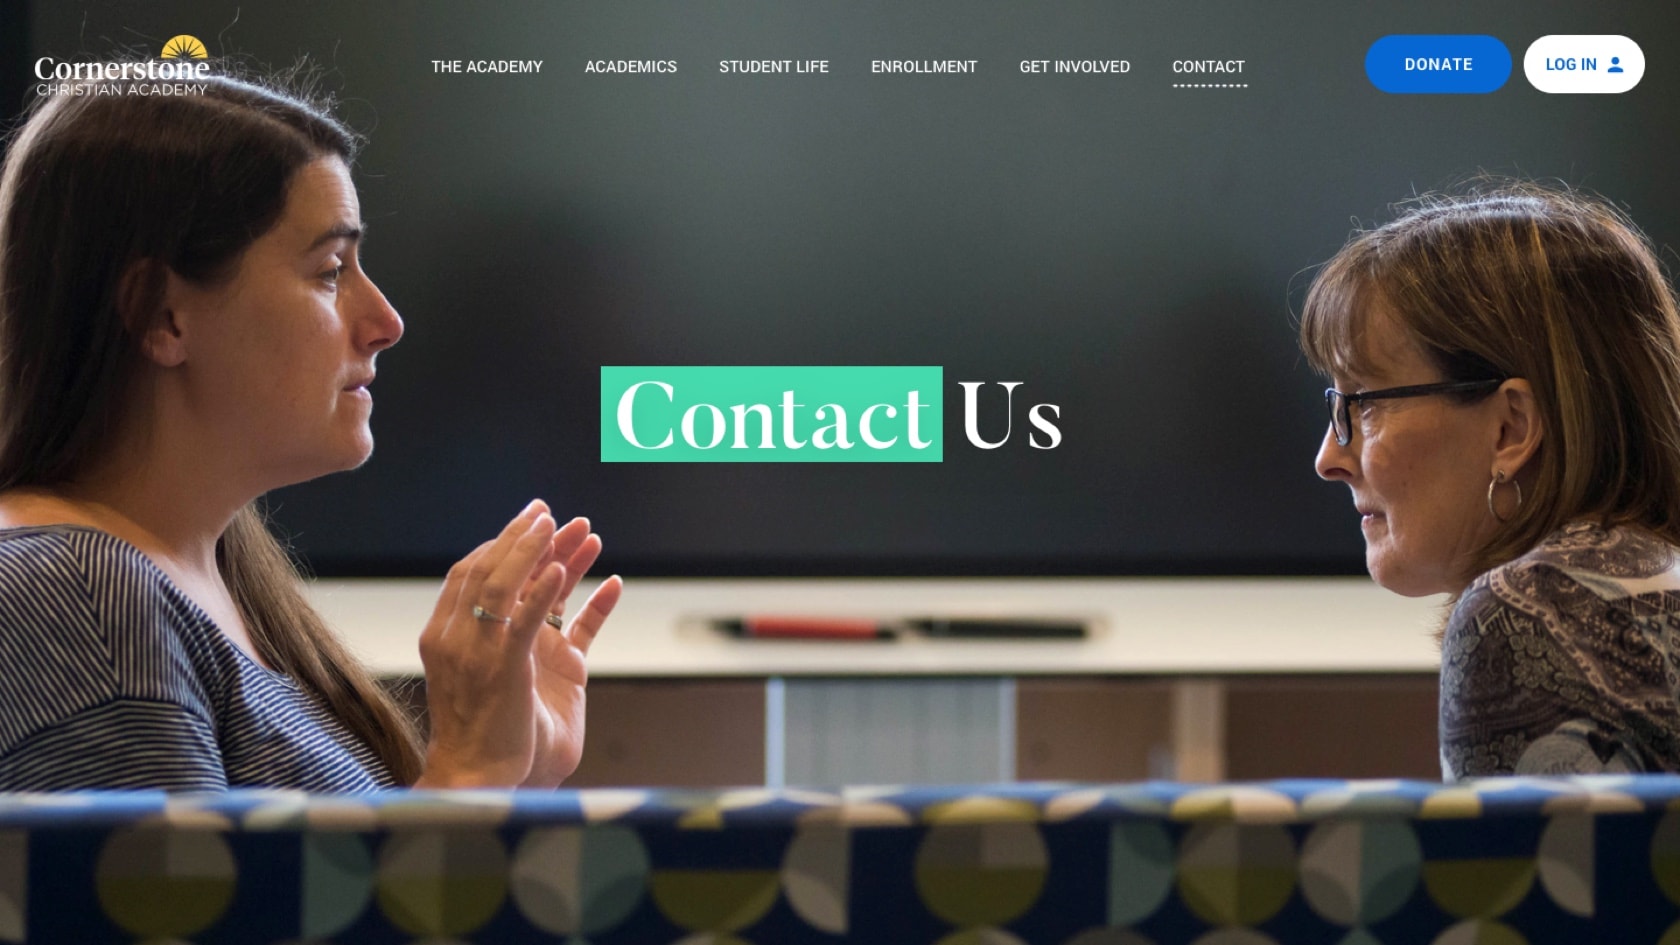 Cornerstone
CHRISTIAN ACADEMY
THE ACADEMY
ACADEMICS
STUDENT LIFE
ENROLLMENT
GET INVOLVED
CONTACT
DONATE
LOG IN
Contact Us